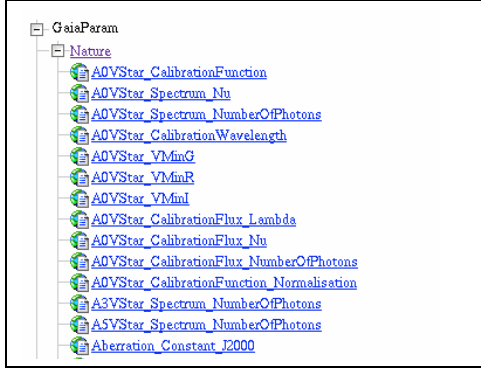 GaiaParam
Nature
A0VStar_CalibrationFunction
A0VStar_Spectrum_Nu
A0VStar_Spectrum_NumberOfPhotons
A0VStar_CalibrationWavelength
A0VStar_VMinG
A0VStar_VMinR
A0VStar_VMinI
A0VStar_CalibrationFlux_Lambda
A0VStar_CalibrationFlux_Nu
A0VStar_CalibrationFlux_NumberOfPhotons
A0VStar_CalibrationFunction_Normalisation
A3VStar_Spectrum_NumberOfPhotons
A5VStar_Spectrum_NumberOfPhotons
Aberration_Constant_J2000